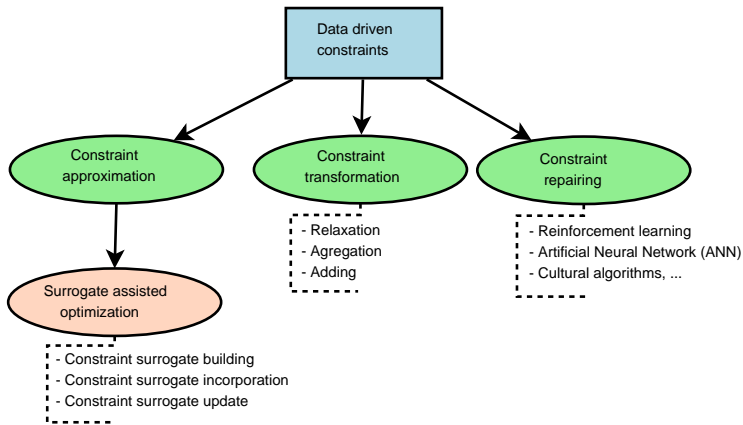 Data driven
constraints
Constraint
approximation
Constraint
transformation
Constraint
repairing
- Relaxation
- Agregation
- Adding
- Reinforcement learning
- Artificial Neural Network (ANN)
- Cultural algorithms, ...
Surrogate assisted
optimization
- Constraint surrogate building
- Constraint surrogate incorporation
- Constraint surrogate update